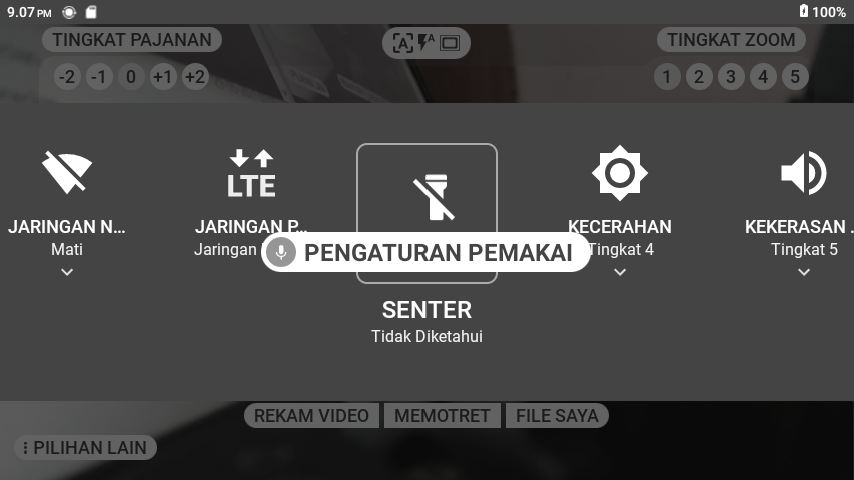 9.07 PM
100%
TINGKAT PAJANAN
A A
TINGKAT ZOOM
-2 -1 0 +1 +2
1 2 3 4 5
LTE
JARINGAN N...
JARINGAN P...
KECERAHAN
KEKERASAN .
Mati
Jaringan
Tingkat 4
Tingkat 5
PENGATURAN PEMAKAI
SENTER
Tidak Diketahui
REKAM VIDEO
MEMOTRET
FILE SAYA
PILIHAN LAIN